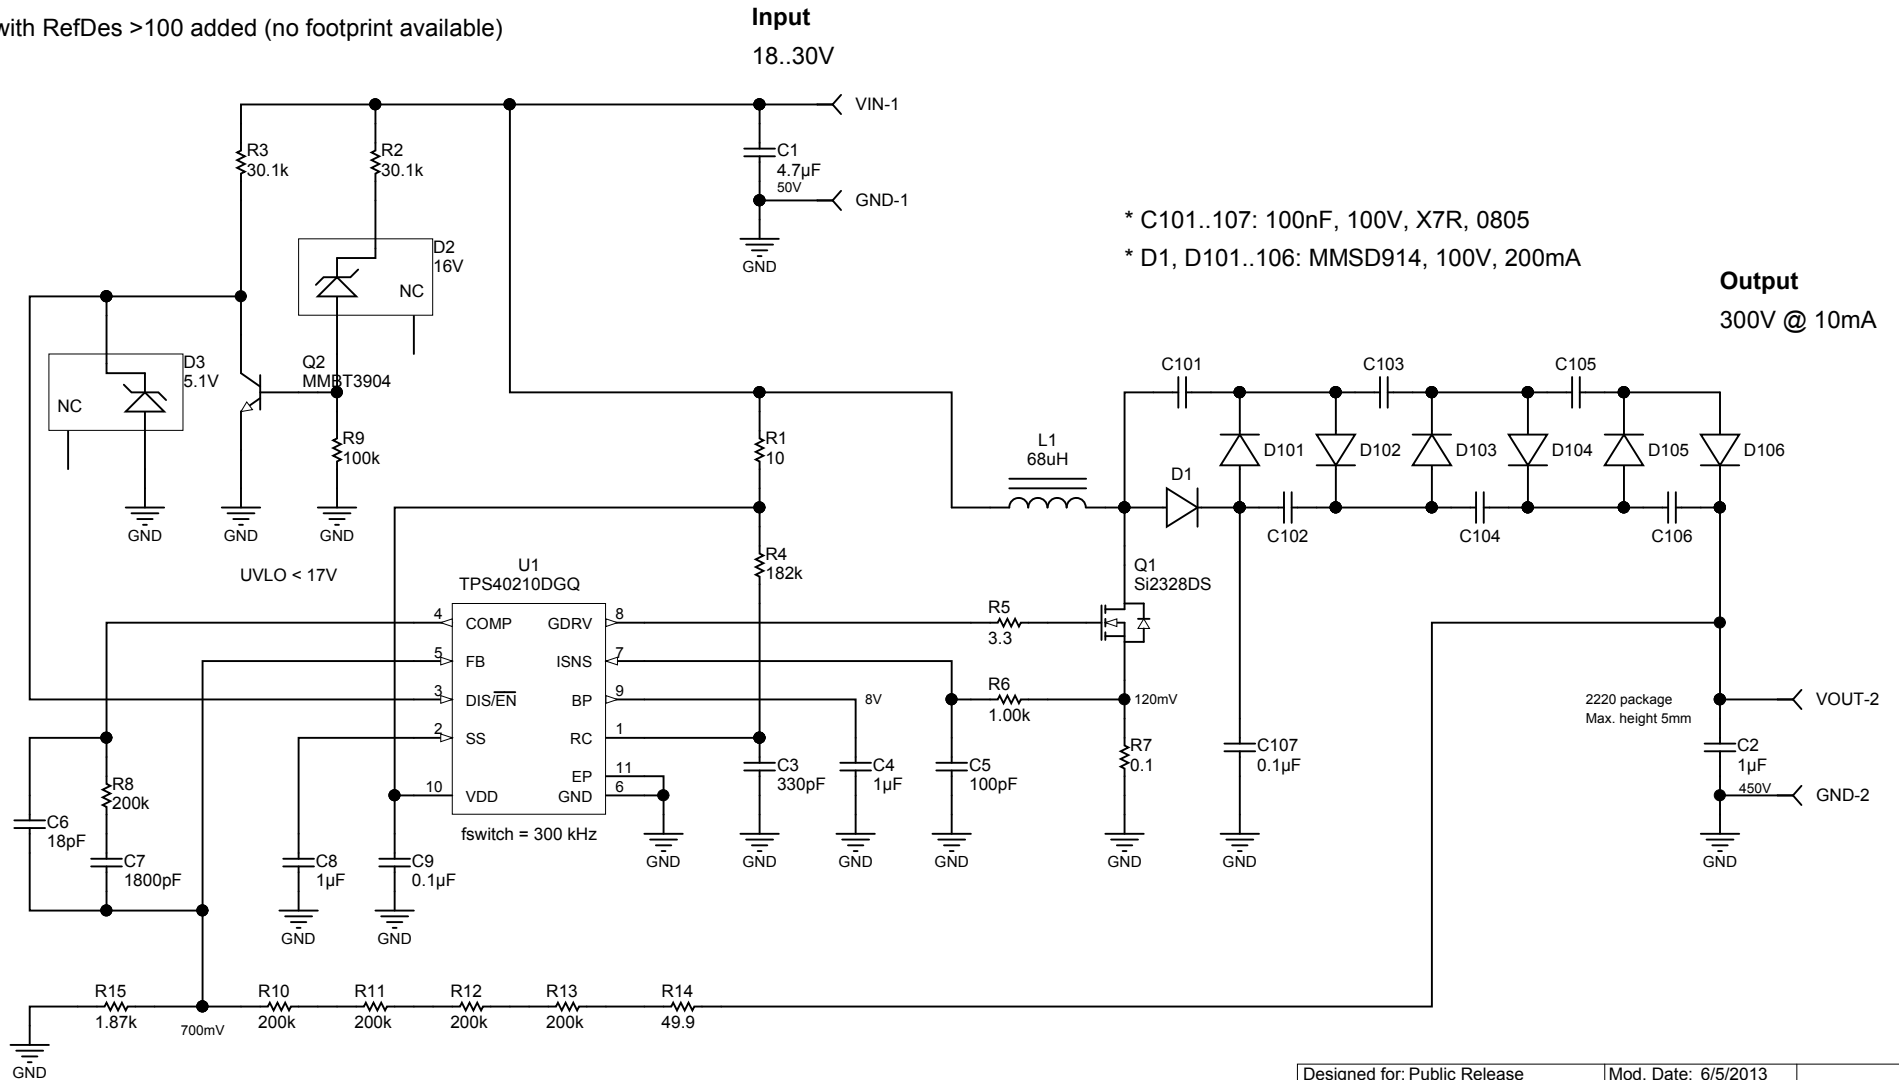 with RefDes >100 added (no footprint available)
Input
18..30V
VIN-1
R3
30.1k
R2
30.1k
C1
4.7µF
50V
GND-1
GND
* C101..107: 100nF, 100V, X7R, 0805
* D1, D101..106: MMSD914, 100V, 200mA
Output
300V @ 10mA
D2
16V
NC
D3
5.1V
NC
Q2
MMBT3904
R9
100k
GND
GND
GND
UVLO < 17V
R1
10
L1
68uH
D1
C101
C103
C105
D101
D102
D103
D104
D105
D106
C102
C104
C106
R4
182k
U1
TPS40210DGQ
4
COMP
GDRV
8
5
FB
ISNS
7
3
DIS/EN
BP
9
2
SS
RC
1
EP
11
10
VDD
GND
6
fswitch = 300 kHz
R5
3.3
Q1
Si2328DS
8V
R6
1.00k
120mV
R7
0.1
C107
0.1µF
2220 package
Max. height 5mm
VOUT-2
C2
1µF
450V
GND-2
C3
330pF
C4
1µF
C5
100pF
GND
GND
GND
GND
GND
GND
GND
R8
200k
C6
18pF
C7
1800pF
C8
1µF
C9
0.1µF
GND
GND
R15
1.87k
700mV
R10
200k
R11
200k
R12
200k
R13
200k
R14
49.9
GND
Designed for: Public Release
Mod. Date: 6/5/2013